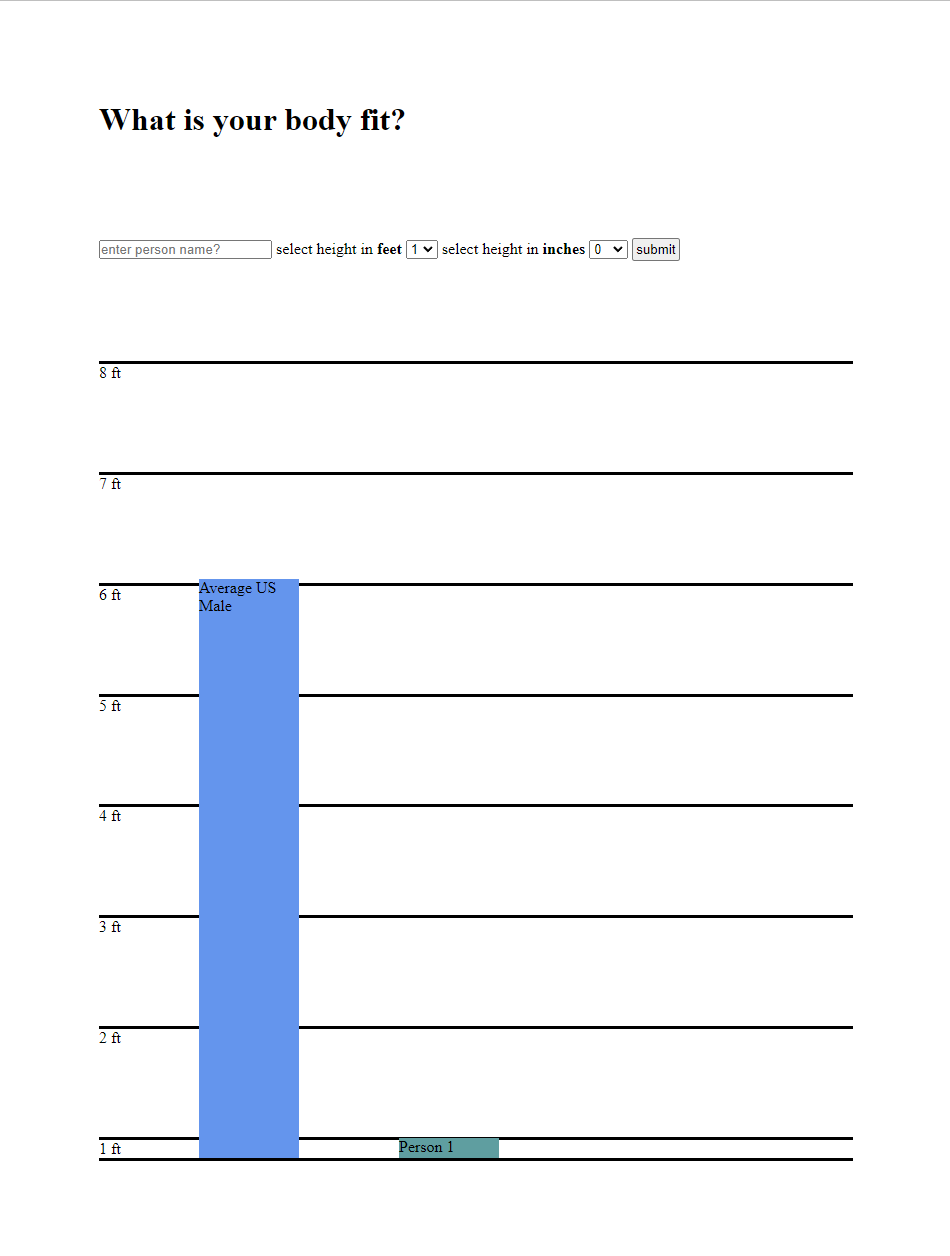 What is your body fit?
enter person name? select height in feet 1 select height in inches 0 submit
8 ft
7 ft
6 ft
Average US
Male
5 ft
4 ft
3 ft
2 ft
1 ft
Person 1